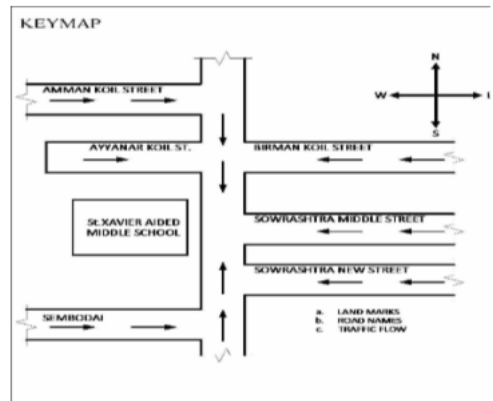 KEYMAP
N
AMMAN KOIL STREET
W
S
AYYANAR KOIL ST.
BIRMAN KOIL STREET
St.XAVIER AIDED
MIDDLE SCHOOL
SOWRASHTRA MIDDLE STREET
SOWRASHTRA NEW STREET
SEMBODAI
a. LAND MARKS
b. ROAD NAMES
c. TRAFFIC FLOW